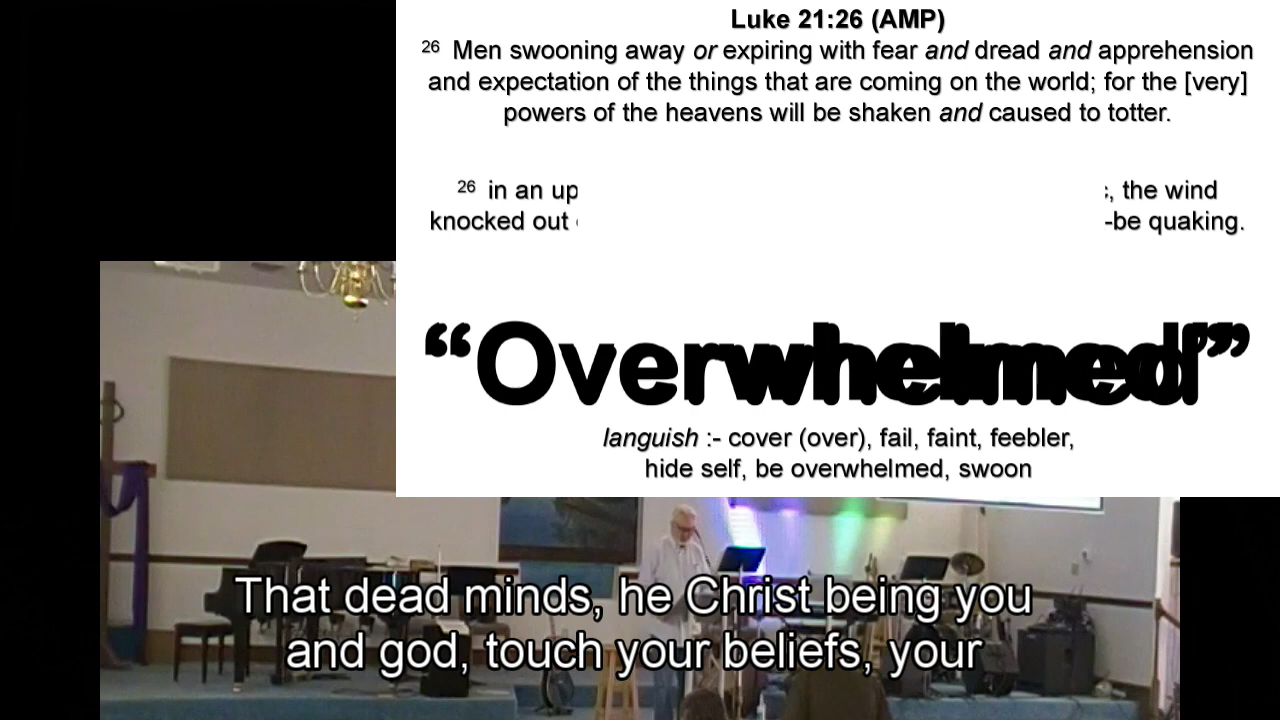 Luke 21:26 (AMP)
26 Men swooning away or expiring with fear and dread and apprehension
and expectation of the things that are coming on the world; for the [very]
powers of the heavens will be shaken and caused to totter.
26 in an up , the wind
knocked out -be quaking.
“Overwhelmed”
languish :- cover (over), fail, faint, feebler,
hide self, be overwhelmed, swoon
That dead minds, he Christ being you
and god, touch your beliefs, your